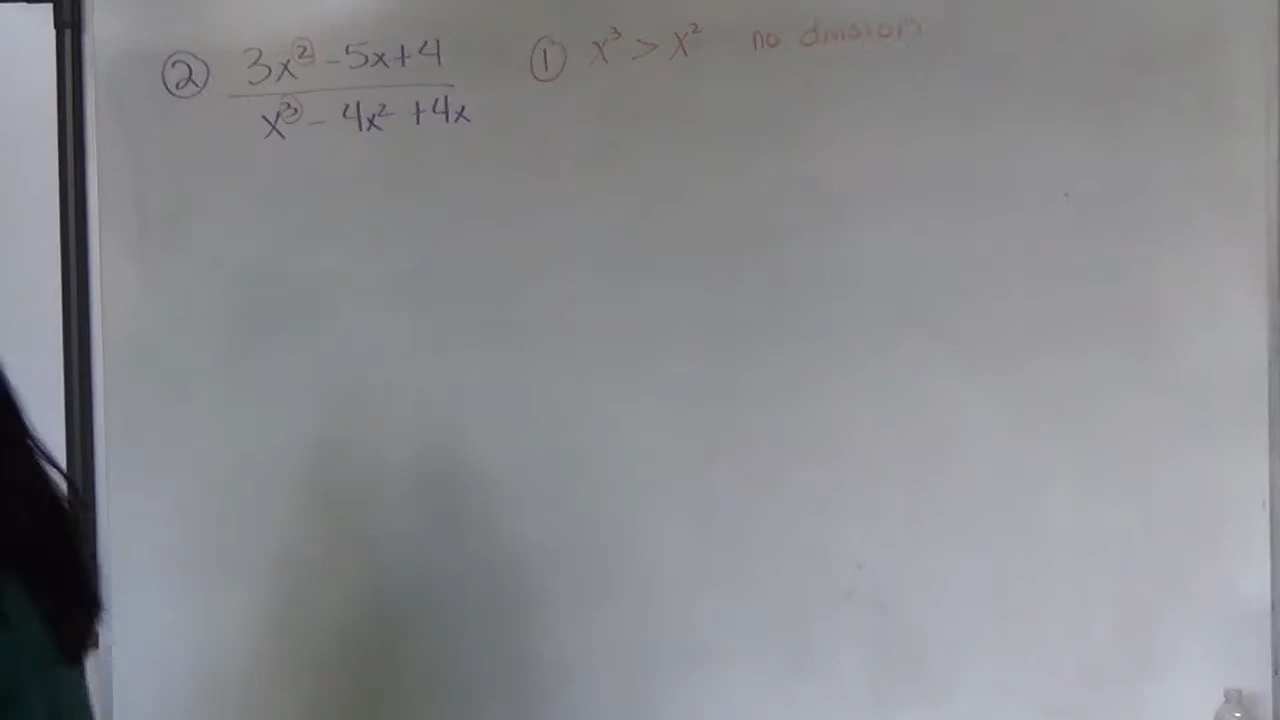 ② 3x² - 5x + 4 ① x³ > x² no division
x³ - 4x² + 4x